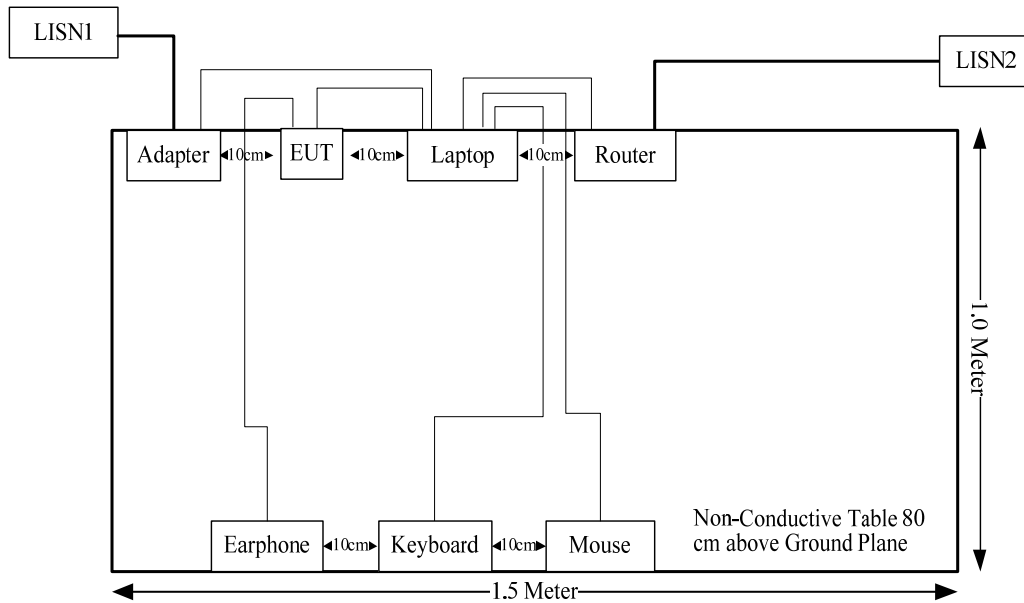 LISN1
LISN2
Adapter
10cm
EUT
10cm
Laptop
10cm
Router
1.0 Meter
Earphone
10cm
Keyboard
10cm
Mouse
Non-Conductive Table 80
cm above Ground Plane
1.5 Meter